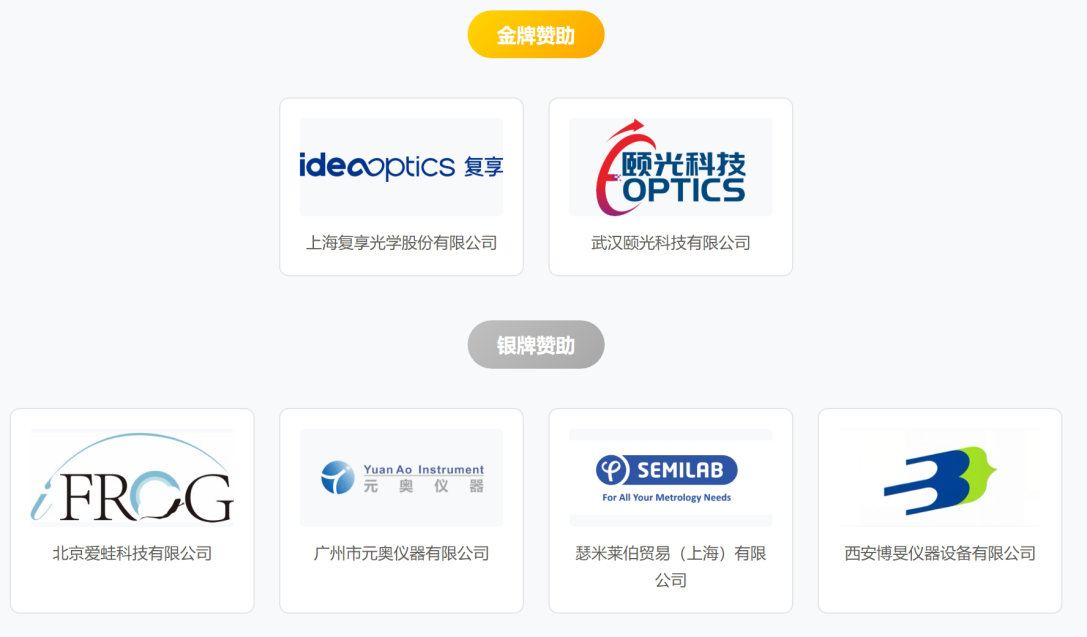 金牌赞助
ideaoptics 复享
颐光科技
EOPTICS
上海复享光学股份有限公司
武汉颐光科技有限公司
银牌赞助
iFROG
Yuan Ao Instrument
元奥仪器
SEMILAB
For All Your Metrology Needs
北京爱蛙科技有限公司
广州市元奥仪器有限公司
瑟米莱伯贸易（上海）有限
公司
西安博旻仪器设备有限公司